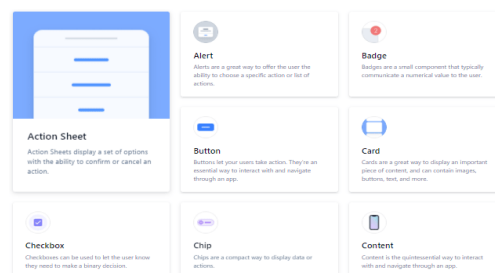 Action Sheet
Action Sheets display a set of options
with the ability to confirm or cancel an
action.
Alert
Alerts are a great way to offer the user the
ability to choose a specific action or list of
actions.
Badge
Badges are a small component that typically
communicate a numerical value to the user.
Button
Buttons let your users take action. They're an
essential way to interact with and navigate
through an app.
Card
Cards are a great way to display an important
piece of content, and can contain images,
buttons, text, and more.
Checkbox
Checkboxes can be used to let the user know
they need to make a binary decision.
Chip
Chips are a compact way to display data or
actions.
Content
Content is the quintessential way to interact
with and navigate through an app.